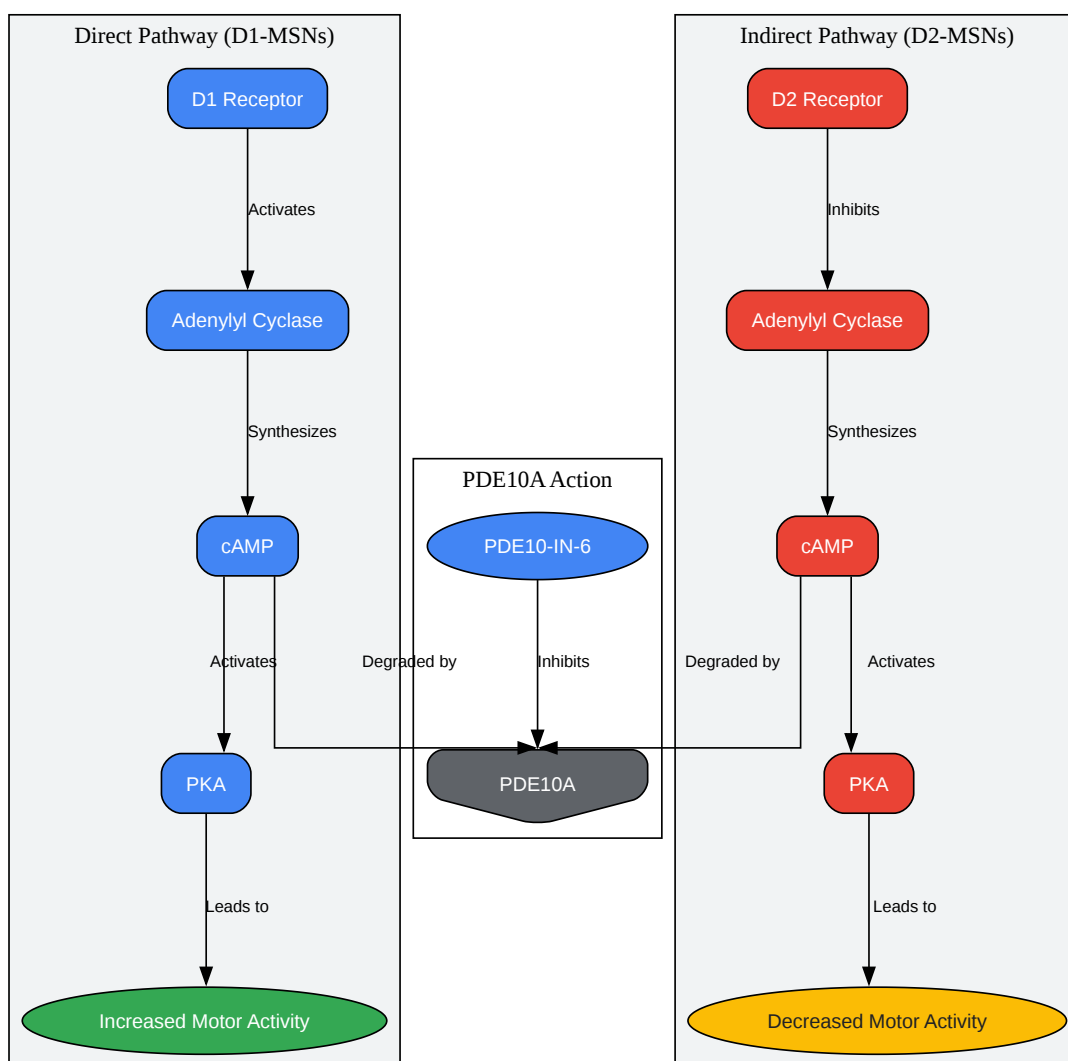 Direct Pathway (D1-MSNs)
D1 Receptor
Activates
Adenylyl Cyclase
Synthesizes
cAMP
Activates
Degraded by
PKA
Leads to
Increased Motor Activity
PDE10A Action
PDE10-IN-6
Inhibits
PDE10A
Indirect Pathway (D2-MSNs)
D2 Receptor
Inhibits
Adenylyl Cyclase
Synthesizes
cAMP
Degraded by
Activates
PKA
Leads to
Decreased Motor Activity